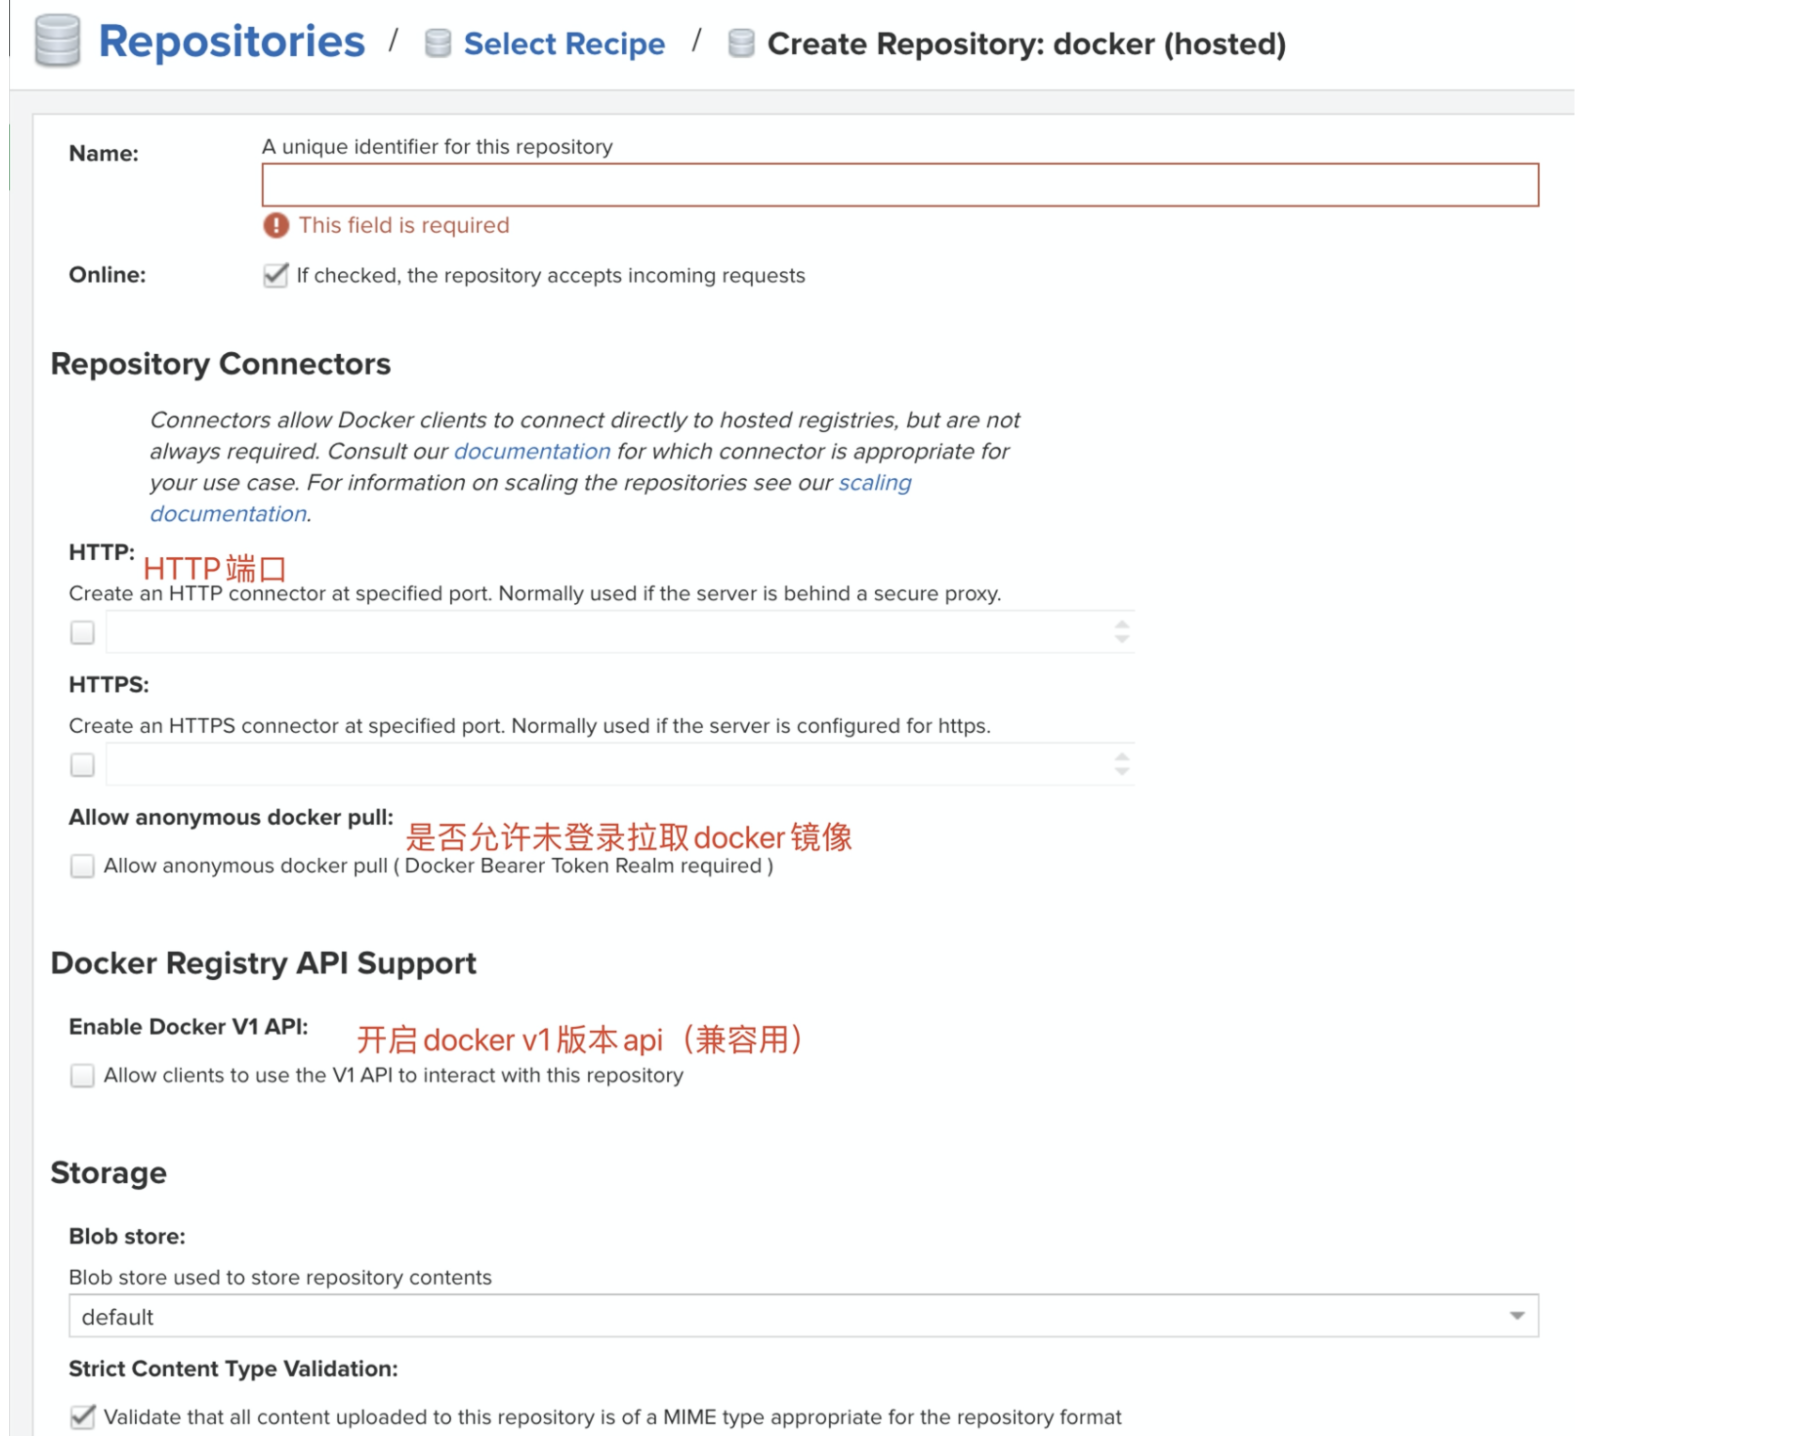 Repositories / Select Recipe / Create Repository: docker (hosted)
Name:
A unique identifier for this repository
This field is required
Online:
If checked, the repository accepts incoming requests
Repository Connectors
Connectors allow Docker clients to connect directly to hosted registries, but are not
always required. Consult our documentation for which connector is appropriate for
your use case. For information on scaling the repositories see our scaling
documentation.
HTTP:
HTTP端口
Create an HTTP connector at specified port. Normally used if the server is behind a secure proxy.
HTTPS:
Create an HTTPS connector at specified port. Normally used if the server is configured for https.
Allow anonymous docker pull:
是否允许未登录拉取docker镜像
Allow anonymous docker pull ( Docker Bearer Token Realm required )
Docker Registry API Support
Enable Docker V1 API:
开启docker v1版本api（兼容用）
Allow clients to use the V1 API to interact with this repository
Storage
Blob store:
Blob store used to store repository contents
default
Strict Content Type Validation:
Validate that all content uploaded to this repository is of a MIME type appropriate for the repository format